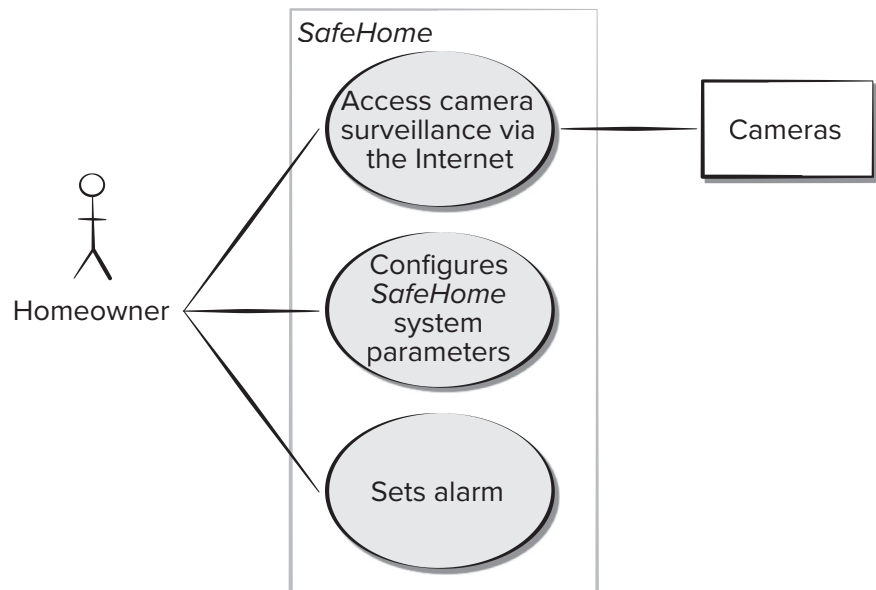 SafeHome
Access camera
surveillance via
the Internet
Cameras
Homeowner
Configures
SafeHome
system
parameters
Sets alarm